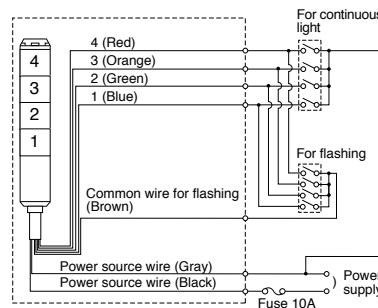 For continuous
light
4 (Red)
3 (Orange)
2 (Green)
1 (Blue)
4
3
2
1
For flashing
Common wire for flashing
(Brown)
Power source wire (Gray)
Power source wire (Black)
Fuse 10A
Power
supply